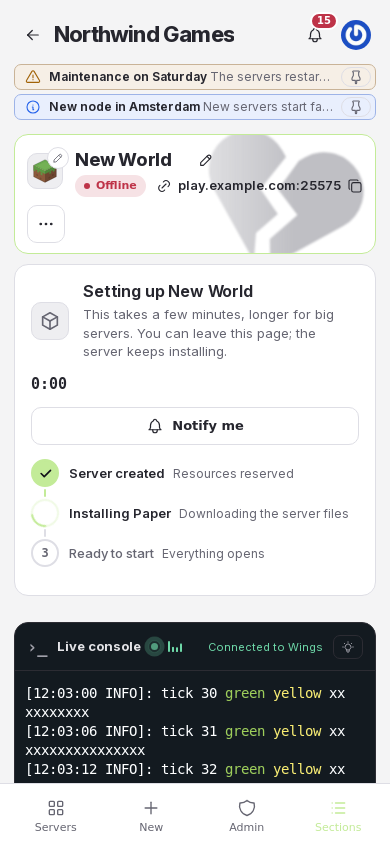 Northwind Games
15
Maintenance on Saturday The servers restar…
New node in Amsterdam New servers start fa…
New World
Offline
play.example.com:25575
Setting up New World
This takes a few minutes, longer for big
servers. You can leave this page; the
server keeps installing.
0:00
Notify me
Server created Resources reserved
Installing Paper Downloading the server files
3 Ready to start Everything opens
Live console
Connected to Wings
[12:03:00 INFO]: tick 30 green yellow xx
xxxxxxxx
[12:03:06 INFO]: tick 31 green yellow xx
xxxxxxxxxxxxxxx
[12:03:12 INFO]: tick 32 green yellow xx
Servers
New
Admin
Sections